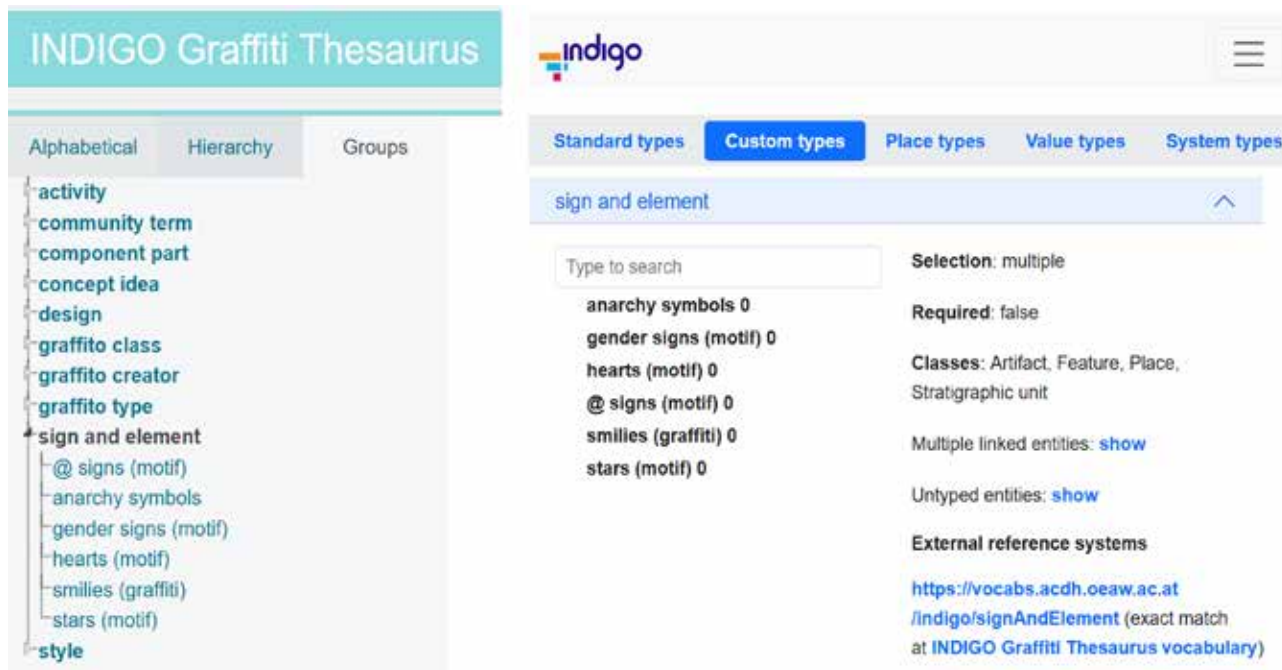 INDIGO Graffiti Thesaurus
Alphabetical Hierarchy Groups
activity
community term
component part
concept idea
design
graffito class
graffito creator
graffito type
sign and element
@ signs (motif)
anarchy symbols
gender signs (motif)
hearts (motif)
smilies (graffiti)
stars (motif)
style
indigo
Standard types Custom types Place types Value types System types
sign and element
Type to search
anarchy symbols 0
gender signs (motif) 0
hearts (motif) 0
@ signs (motif) 0
smilies (graffiti) 0
stars (motif) 0
Selection: multiple
Required: false
Classes: Artifact, Feature, Place,
Stratigraphic unit
Multiple linked entities: show
Untyped entities: show
External reference systems
https://vocabs.acdh.oeaw.ac.at
/indigo/signAndElement (exact match
at INDIGO Graffiti Thesaurus vocabulary)